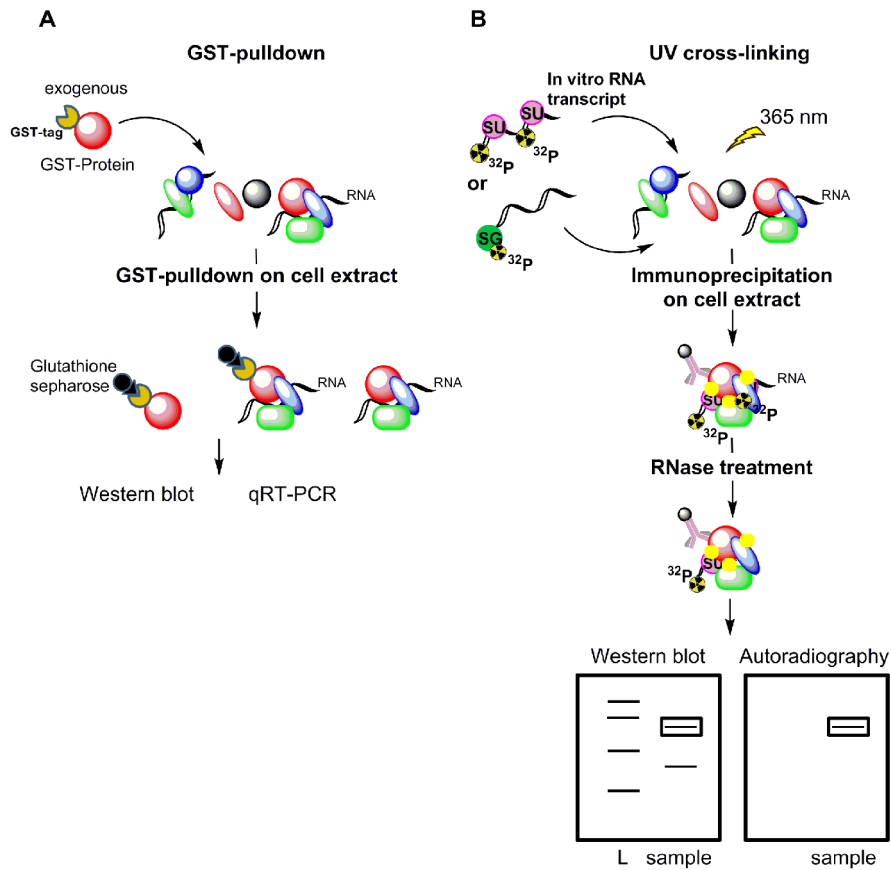 A
GST-pulldown
exogenous
GST-tag
GST-Protein
RNA
GST-pulldown on cell extract
Glutathione
sepharose
RNA
RNA
Western blot
qRT-PCR
B
UV cross-linking
In vitro RNA
transcript
SU
SU
32P
32P
or
SG
32P
365 nm
RNA
Immunoprecipitation
on cell extract
RNA
SU
32P
32P
RNase treatment
SU
32P
Western blot
Autoradiography
L
sample
sample